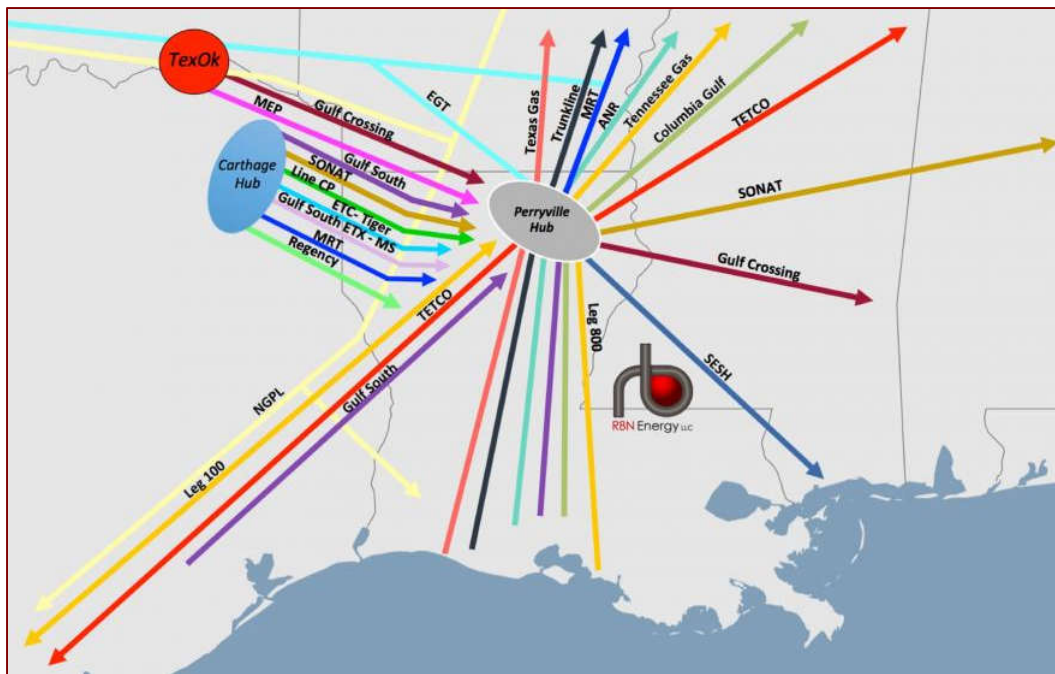 TexOk
EGT
Gulf Crossing
MEP
Carthage
Hub
Gulf South
SONAT
Line CP
ETC- Tiger
Gulf South ETX - MS
MRT
Regency
Texas Gas
Trunkline
MRT
ANR
Tennessee Gas
Columbia Gulf
TETCO
SONAT
Perryville
Hub
Gulf Crossing
TETCO
Gulf South
NGPL
Leg 100
Leg 800
SESH
RBN Energy LLC